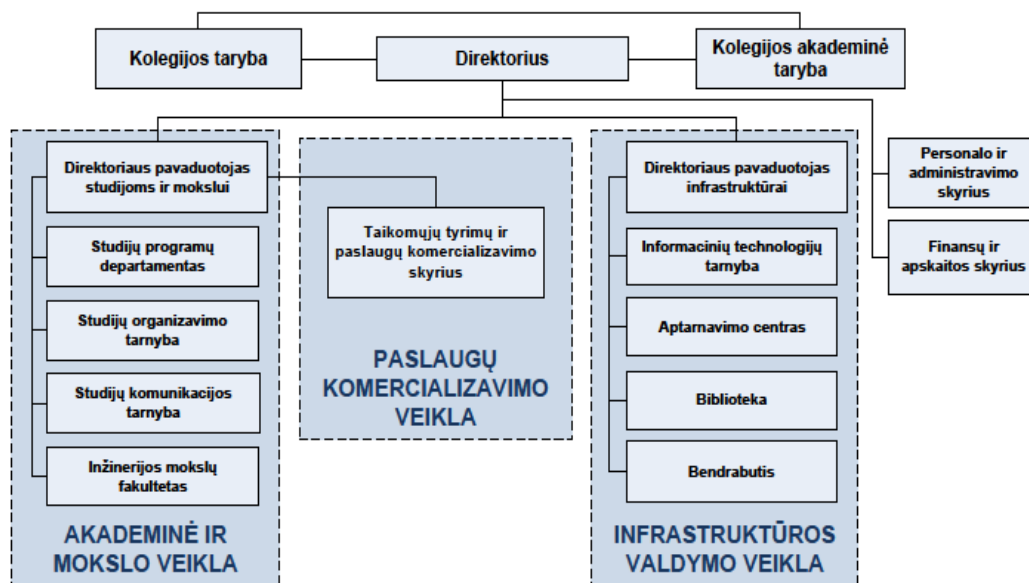 Kolegijos taryba
Direktorius
Kolegijos akademinė
taryba
Direktoriaus pavaduotojas
studijoms ir mokslui
Studijų programų
departamentas
Studijų organizavimo
tarnyba
Studijų komunikacijos
tarnyba
Inžinerijos mokslų
fakultetas
AKADEMINĖ IR
MOKSLO VEIKLA
Taikomųjų tyrimų ir
paslaugų komercializavimo
skyrius
PASLAUGŲ
KOMERCIALIZAVIMO
VEIKLA
Direktoriaus pavaduotojas
infrastruktūrai
Informacinių technologijų
tarnyba
Aptarnavimo centras
Biblioteka
Bendrabutis
INFRASTRUKTŪROS
VALDYMO VEIKLA
Personalo ir
administravimo
skyrius
Finansų ir
apskaitos skyrius